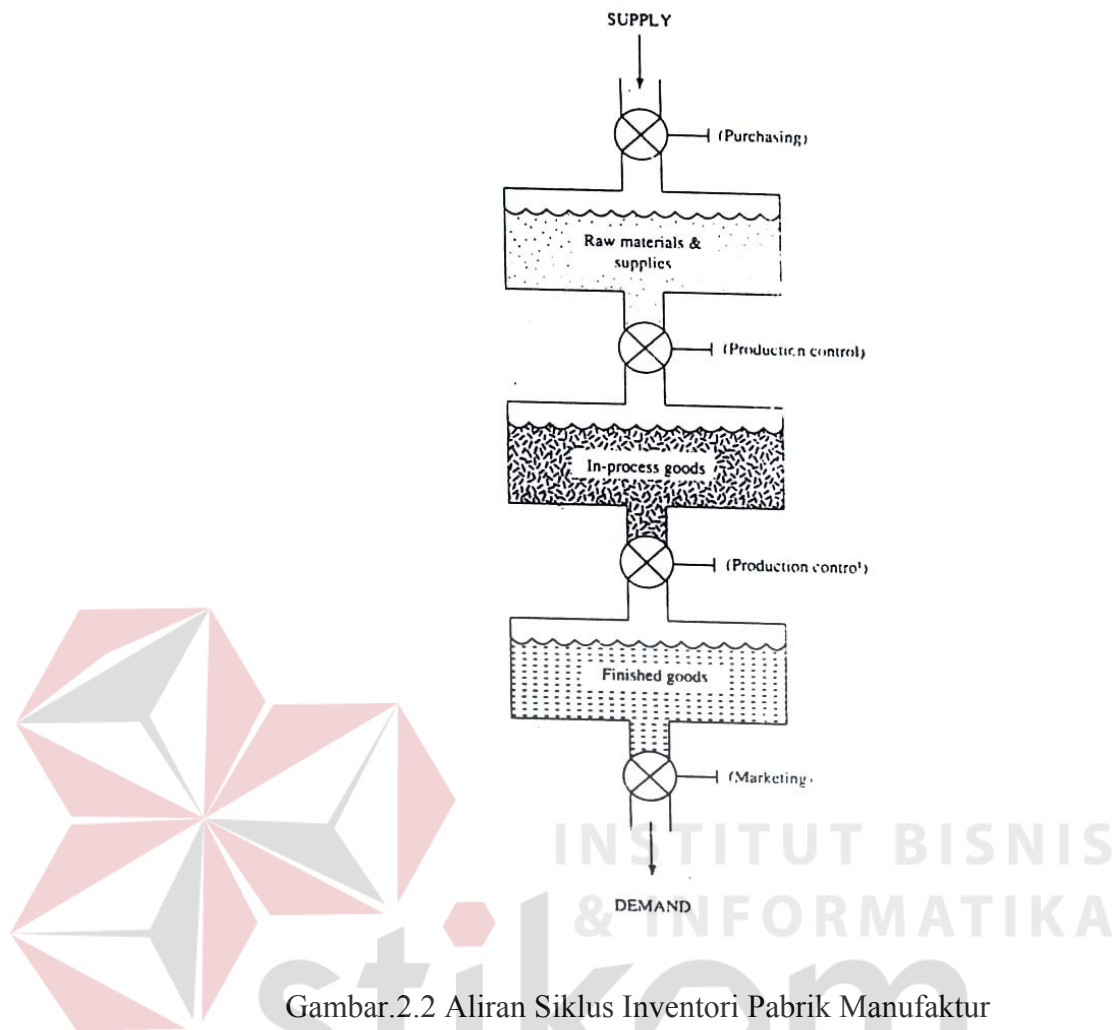 SUPPLY
(Purchasing)
Raw materials &
supplies
(Production control)
In-process goods
(Production control)
Finished goods
(Marketing)
DEMAND
INSTITUT BISNIS
& INFORMATIKA
stikom
Gambar.2.2 Aliran Siklus Inventori Pabrik Manufaktur